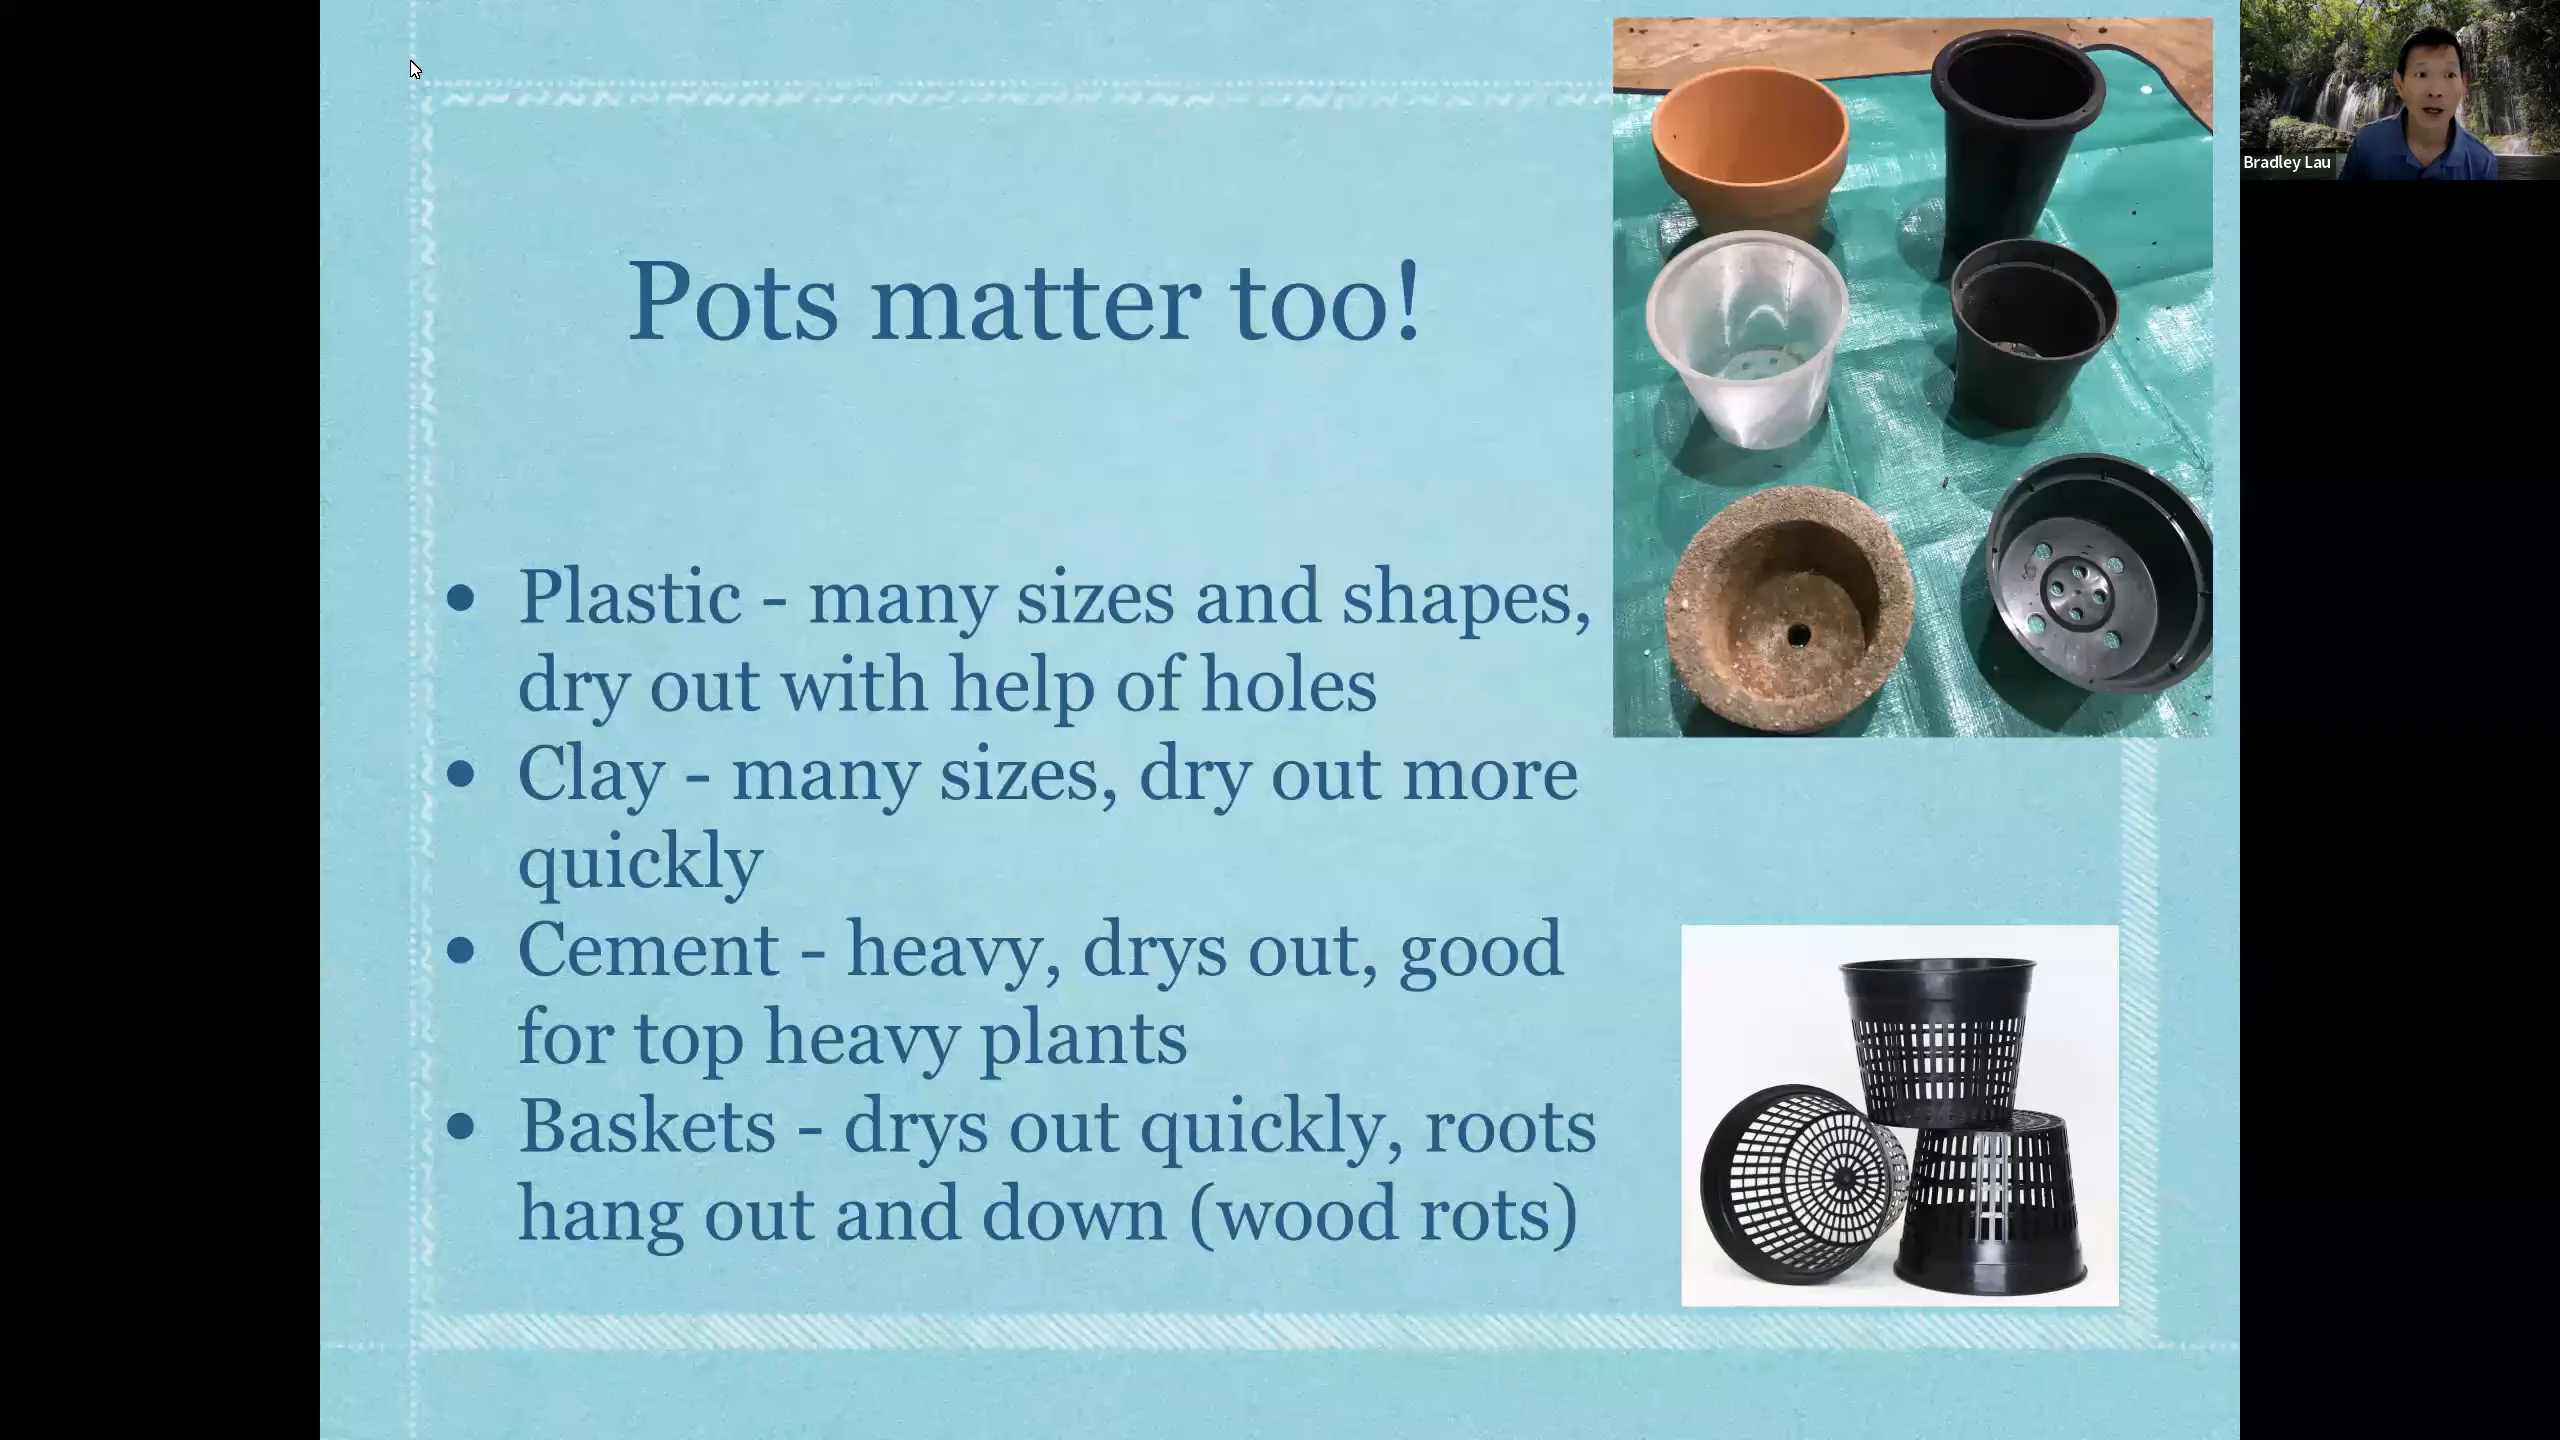 Pots matter too!
• Plastic - many sizes and shapes,
dry out with help of holes
• Clay - many sizes, dry out more
quickly
• Cement - heavy, drys out, good
for top heavy plants
• Baskets - drys out quickly, roots
hang out and down (wood rots)
Bradley Lau